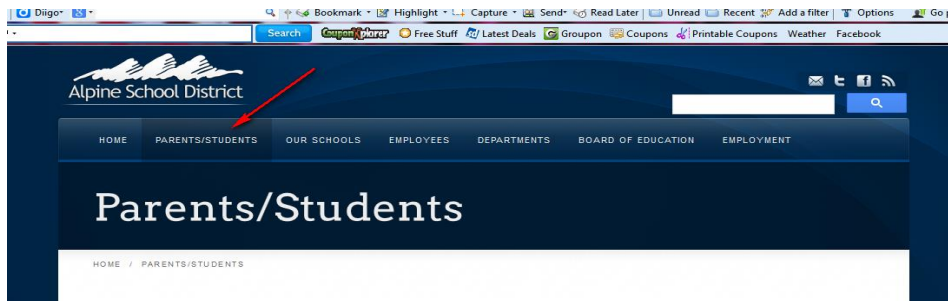 Diigo Bookmark Highlight Capture Send Read Later Unread Recent Add a filter Options Go
Search CouponXplorer Free Stuff Latest Deals Groupon Coupons Printable Coupons Weather Facebook
Alpine School District
HOME PARENTS/STUDENTS OUR SCHOOLS EMPLOYEES DEPARTMENTS BOARD OF EDUCATION EMPLOYMENT
Parents/Students
HOME / PARENTS/STUDENTS